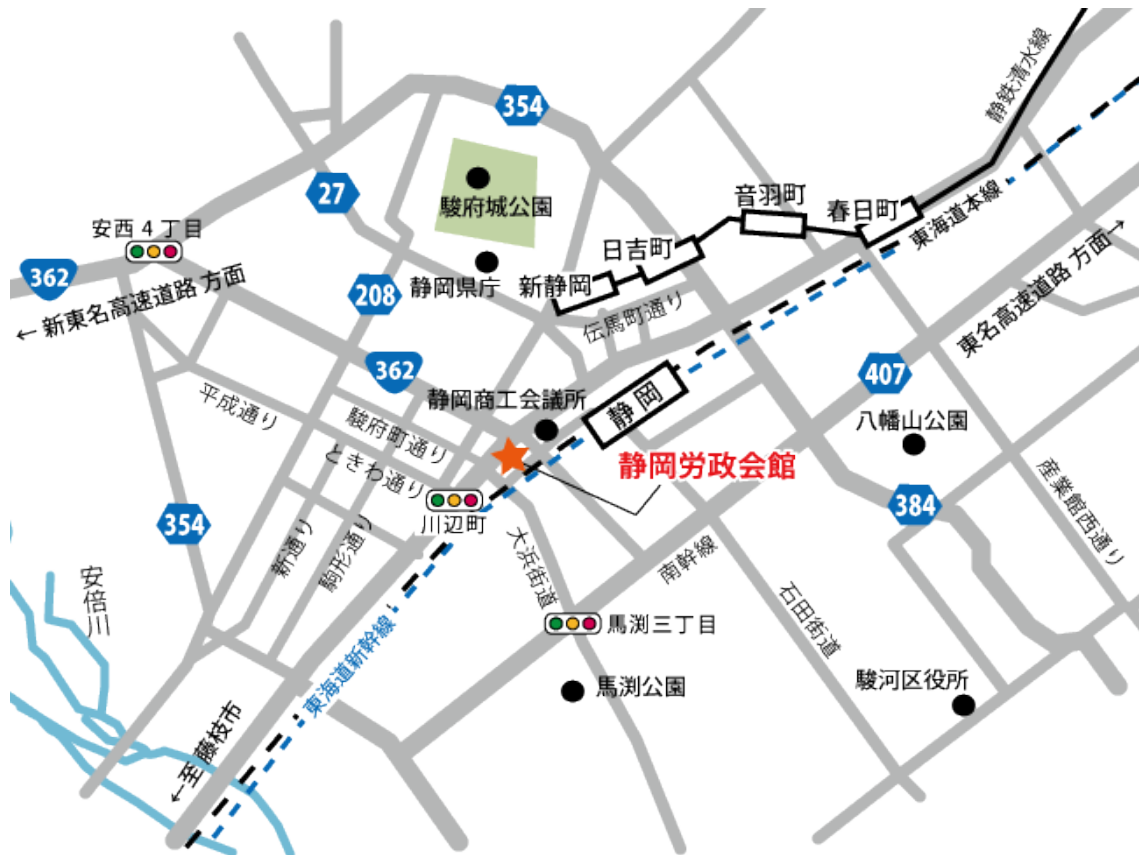 354
静鉄清水線
27
駿府城公園
音羽町
春日町
東海道本線
安西4丁目
日吉町
362
208
静岡県庁
新静岡
← 新東名高速道路 方面
伝馬町通り
東名高速道路 方面→
362
407
静岡商工会議所
静岡
平成通り
駿府町通り
八幡山公園
ときわ通り
静岡労政会館
川辺町
384
産業館西通り
354
新通り
駒形通り
大浜街道
南幹線
安倍川
石田街道
馬渕三丁目
東海道新幹線
馬渕公園
駿河区役所
←至 藤枝市